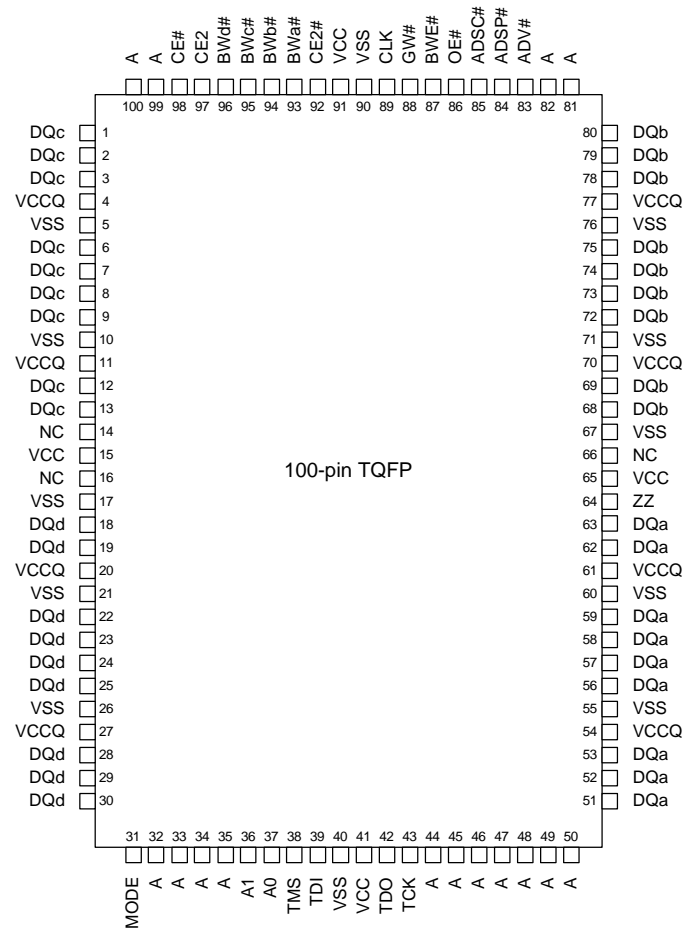 A A CE# CE2 BWd# BWc# BWb# BWa# CE2# VCC VSS CLK GW# BWE# OE# ADSC# ADSP# ADV# A A
100 99 98 97 96 95 94 93 92 91 90 89 88 87 86 85 84 83 82 81
DQc 1 80 DQb
DQc 2 79 DQb
DQc 3 78 DQb
VCCQ 4 77 VCCQ
VSS 5 76 VSS
DQc 6 75 DQb
DQc 7 74 DQb
DQc 8 73 DQb
DQc 9 72 DQb
VSS 10 71 VSS
VCCQ 11 70 VCCQ
DQc 12 69 DQb
DQc 13 68 DQb
NC 14 67 VSS
VCC 15 66 NC
NC 16 65 VCC
100-pin TQFP
VSS 17 64 ZZ
DQd 18 63 DQa
DQd 19 62 DQa
VCCQ 20 61 VCCQ
VSS 21 60 VSS
DQd 22 59 DQa
DQd 23 58 DQa
DQd 24 57 DQa
DQd 25 56 DQa
VSS 26 55 VSS
VCCQ 27 54 VCCQ
DQd 28 53 DQa
DQd 29 52 DQa
DQd 30 51 DQa
31 32 33 34 35 36 37 38 39 40 41 42 43 44 45 46 47 48 49 50
MODE A A A A A1 A0 TMS TDI VSS VCC TDO TCK A A A A A A A